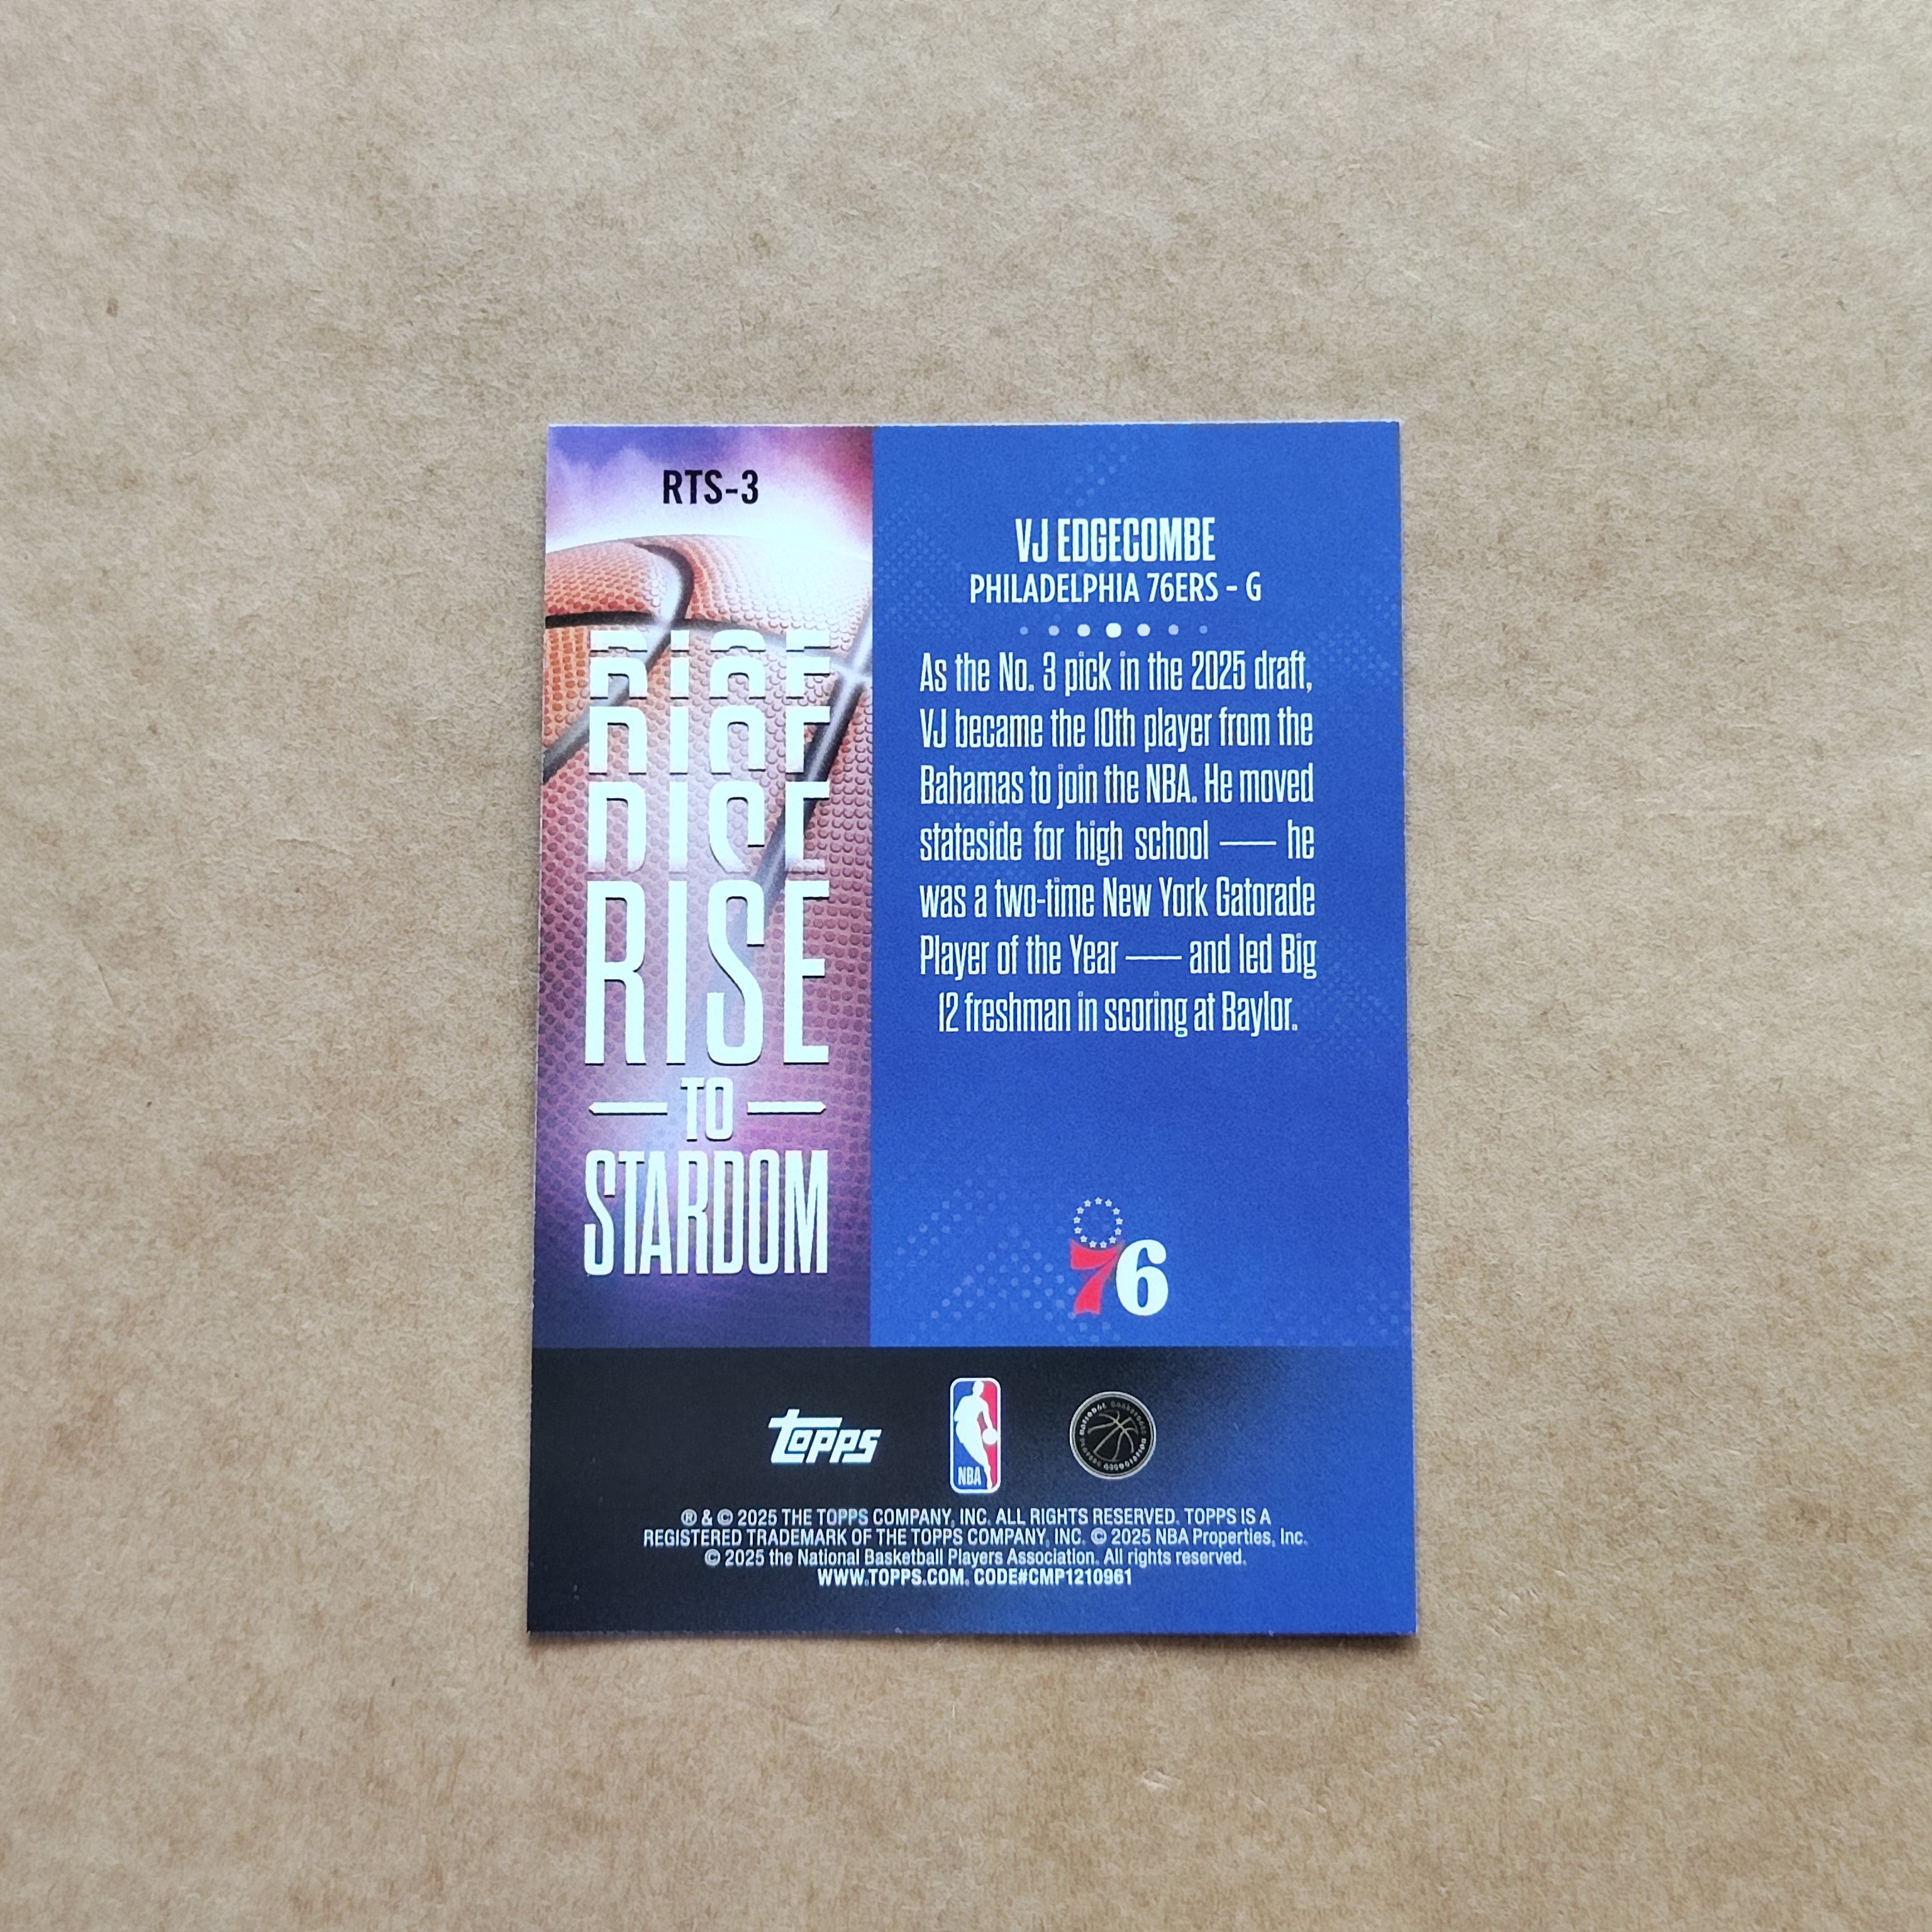 RTS-3
RISE
RISE
RISE
RISE
TO
STARDOM
VJ EDGECOMBE
PHILADELPHIA 76ERS - G
As the No. 3 pick in the 2025 draft,
VJ became the 10th player from the
Bahamas to join the NBA. He moved
stateside for high school — he
was a two-time New York Gatorade
Player of the Year — and led Big
12 freshman in scoring at Baylor.
76
topps
NBA
NATIONAL BASKETBALL PLAYERS ASSOCIATION
® & © 2025 THE TOPPS COMPANY, INC. ALL RIGHTS RESERVED. TOPPS IS A
REGISTERED TRADEMARK OF THE TOPPS COMPANY, INC. © 2025 NBA Properties, Inc.
© 2025 the National Basketball Players Association. All rights reserved.
WWW.TOPPS.COM. CODE#CMP1210961